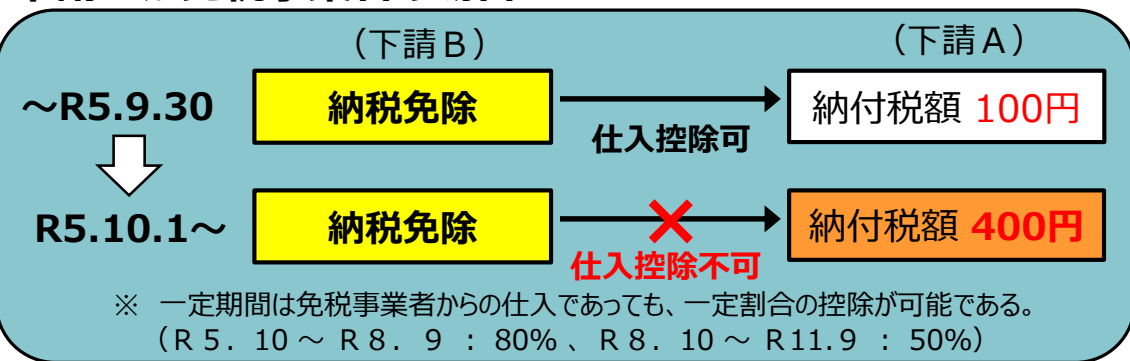 （下請Ｂ）　（下請Ａ）
～R5.9.30　納税免除　納付税額 100円
仕入控除可
R5.10.1～　納税免除　納付税額 400円
仕入控除不可
※　一定期間は免税事業者からの仕入であっても、一定割合の控除が可能である。
（Ｒ５．10 ～ Ｒ８．９ ： 80% 、Ｒ８．10 ～ Ｒ11.９ ： 50%）